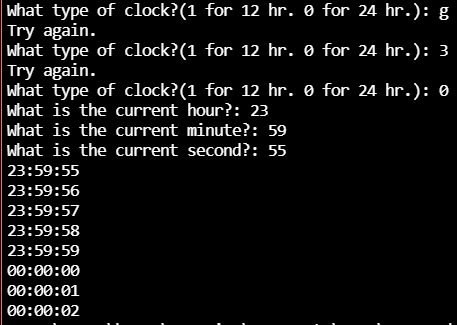 What type of clock?(1 for 12 hr. 0 for 24 hr.): g
Try again.
What type of clock?(1 for 12 hr. 0 for 24 hr.): 3
Try again.
What type of clock?(1 for 12 hr. 0 for 24 hr.): 0
What is the current hour?: 23
What is the current minute?: 59
What is the current second?: 55
23:59:55
23:59:56
23:59:57
23:59:58
23:59:59
00:00:00
00:00:01
00:00:02